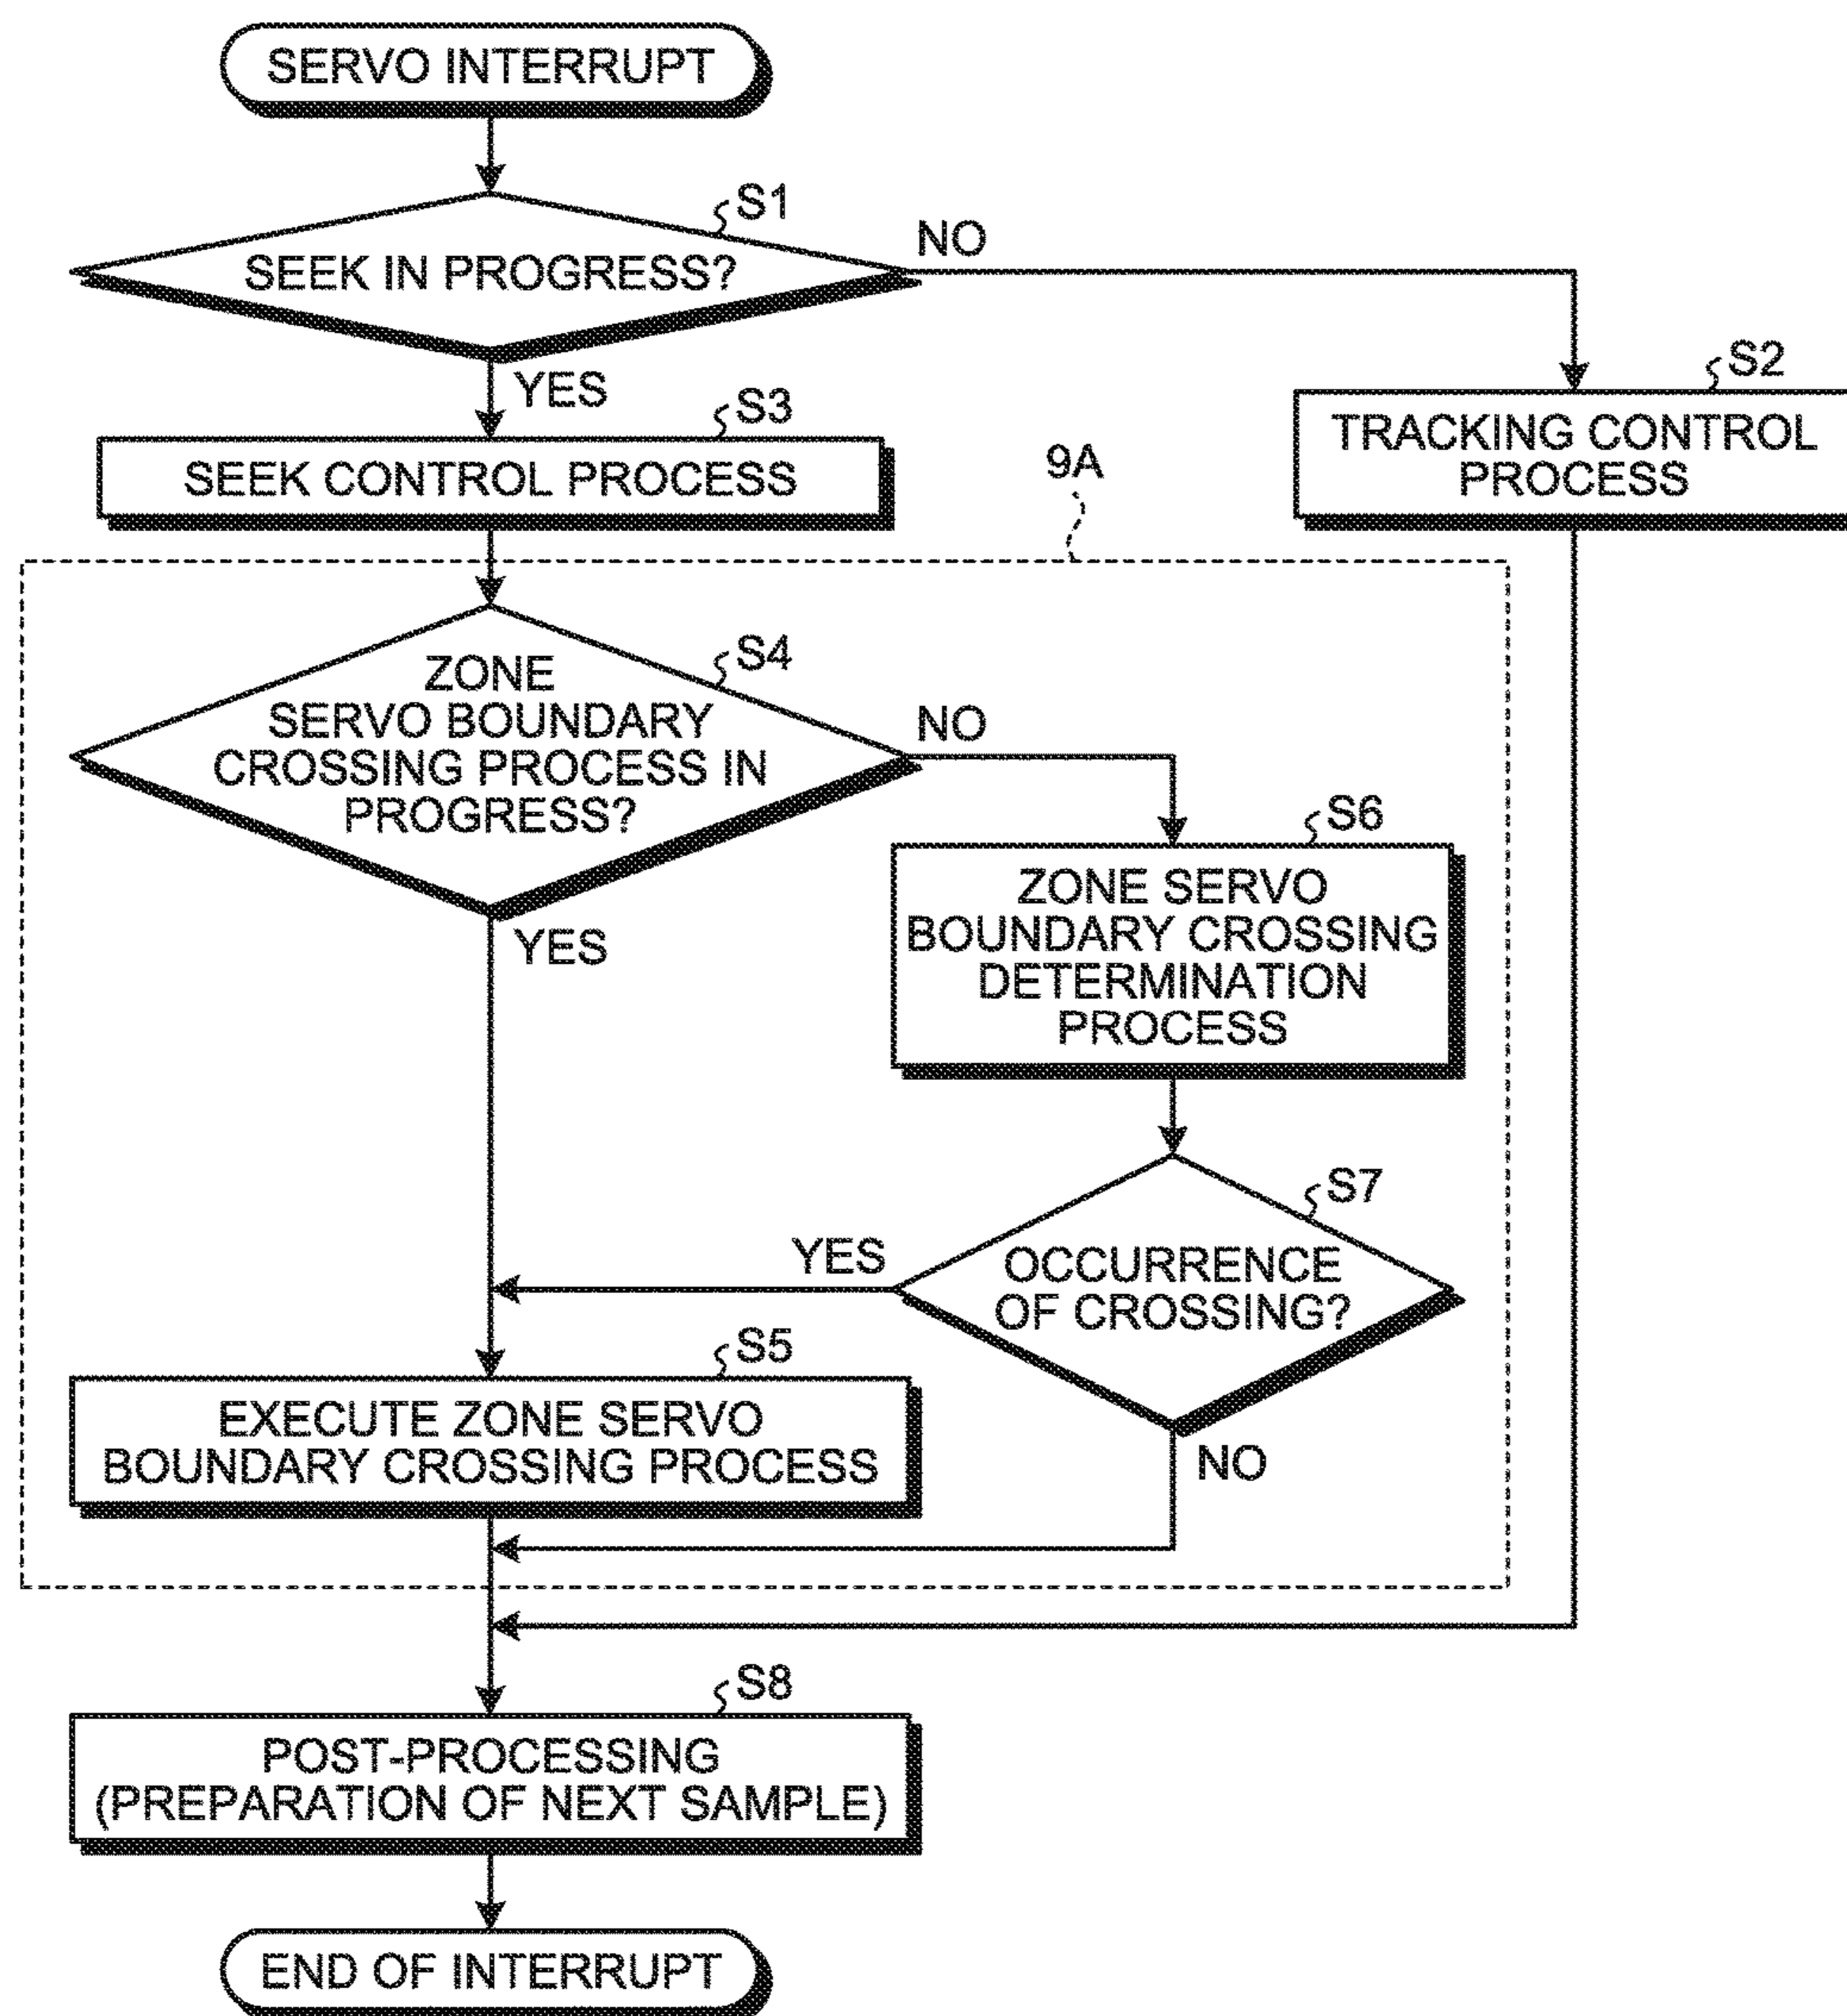 SERVO INTERRUPT
S1
SEEK IN PROGRESS?
NO
YES
S2
TRACKING CONTROL
PROCESS
S3
SEEK CONTROL PROCESS
9A
S4
ZONE
SERVO BOUNDARY
CROSSING PROCESS IN
PROGRESS?
NO
YES
S6
ZONE SERVO
BOUNDARY CROSSING
DETERMINATION
PROCESS
S7
OCCURRENCE
OF CROSSING?
YES
NO
S5
EXECUTE ZONE SERVO
BOUNDARY CROSSING PROCESS
S8
POST-PROCESSING
(PREPARATION OF NEXT SAMPLE)
END OF INTERRUPT